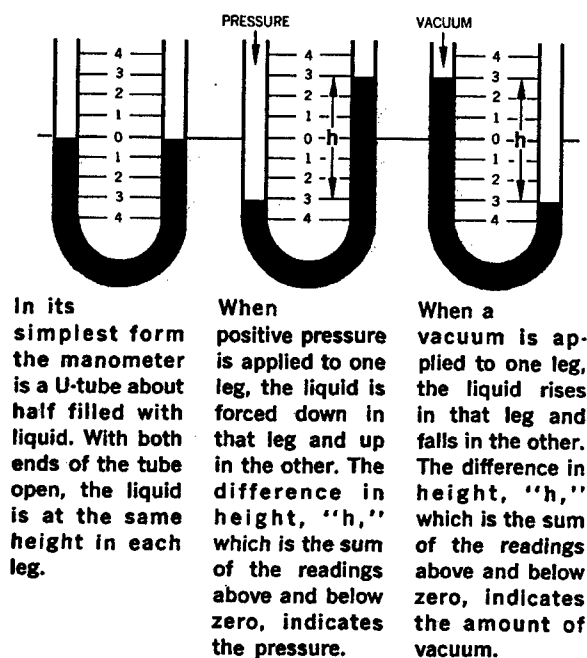 PRESSURE
VACUUM
4
3
2
1
0
1
2
3
4
4
3
2
1
0
h
1
2
3
4
4
3
2
1
0
h
1
2
3
4
In its
simplest form
the manometer
is a U-tube about
half filled with
liquid. With both
ends of the tube
open, the liquid
is at the same
height in each
leg.
When
positive pressure
is applied to one
leg, the liquid is
forced down in
that leg and up
in the other. The
difference in
height, "h,"
which is the sum
of the readings
above and below
zero, indicates
the pressure.
When a
vacuum is ap-
plied to one leg,
the liquid rises
in that leg and
falls in the other.
The difference in
height, "h,"
which is the sum
of the readings
above and below
zero, indicates
the amount of
vacuum.